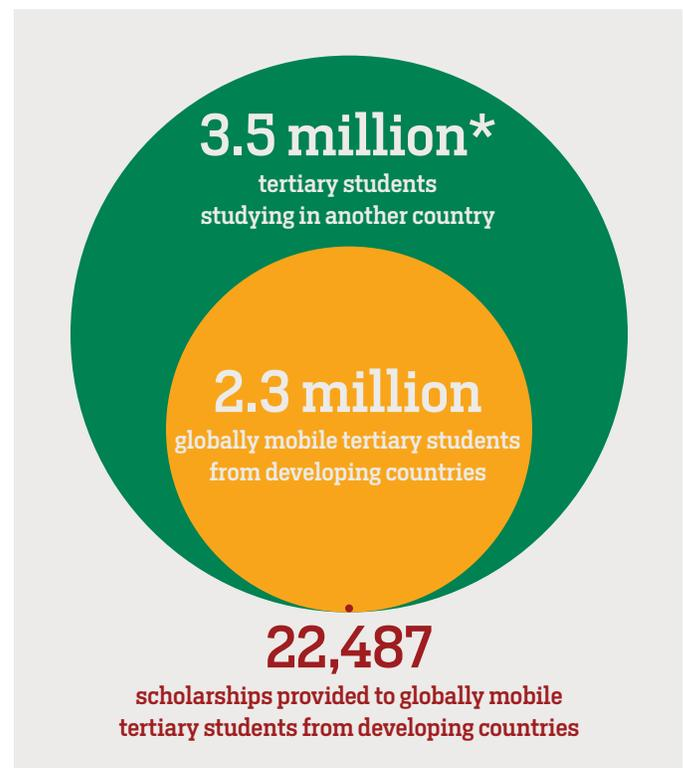 3.5 million*
tertiary students
studying in another country
2.3 million
globally mobile tertiary students
from developing countries
22,487
scholarships provided to globally mobile
tertiary students from developing countries